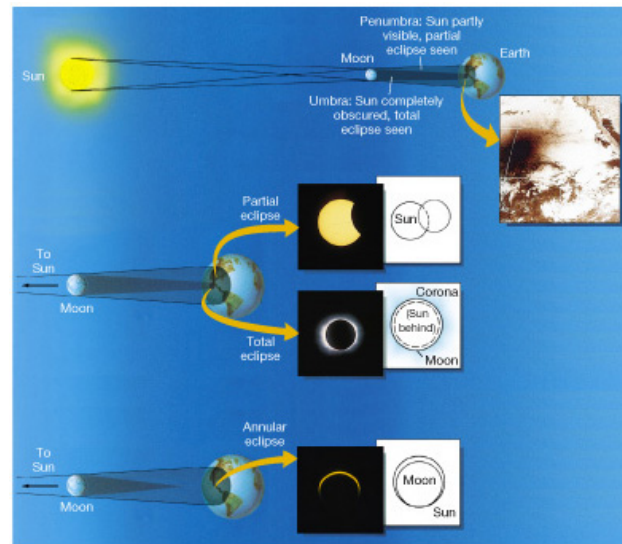 Penumbra: Sun partly
visible, partial
eclipse seen
Moon
Earth
Sun
Umbra: Sun completely
obscured, total
eclipse seen
Partial
eclipse
Sun
To
Sun
Moon
Corona
(Sun
behind)
Moon
Total
eclipse
Annular
eclipse
To
Sun
Moon
Moon
Sun